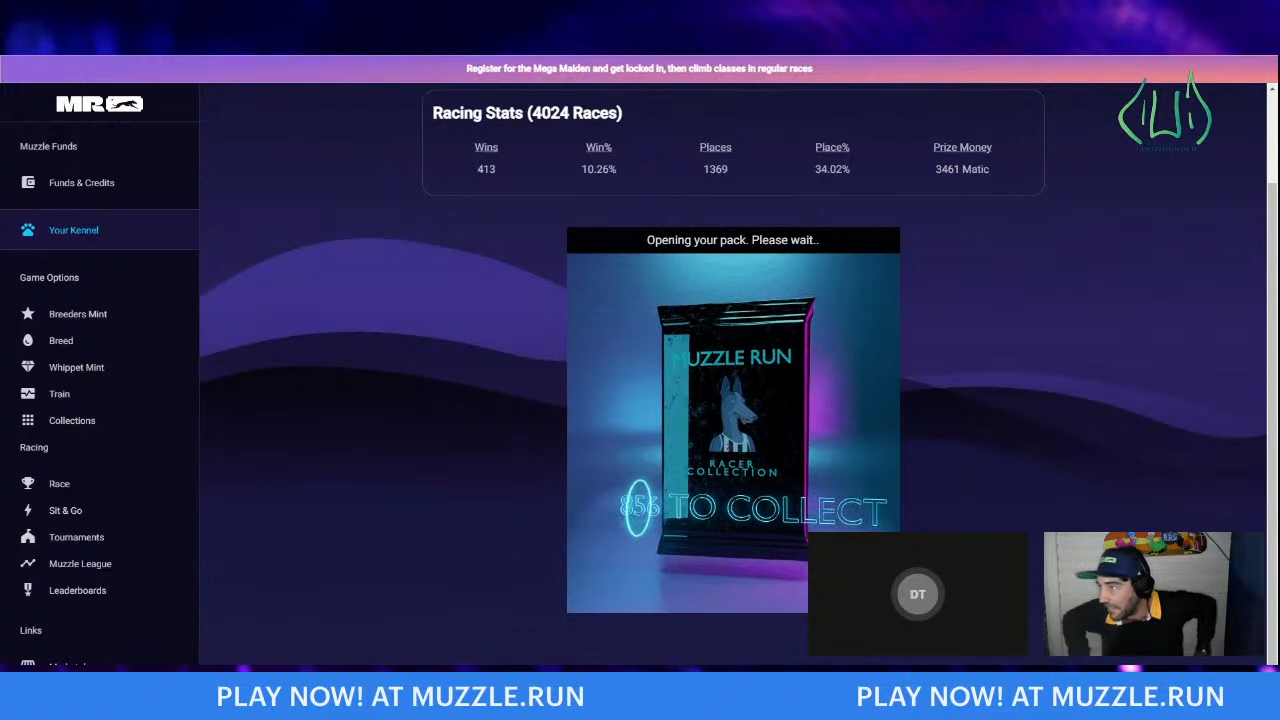 Register for the Mega Maiden and get locked in, then climb classes in regular races
MR
Muzzle Funds
Funds & Credits
Your Kennel
Game Options
Breeders Mint
Breed
Whippet Mint
Train
Collections
Racing
Race
Sit & Go
Tournaments
Muzzle League
Leaderboards
Links
Racing Stats (4024 Races)
Wins Win% Places Place% Prize Money
413 10.26% 1369 34.02% 3461 Matic
Opening your pack. Please wait..
MUZZLE RUN
RACER
COLLECTION
856 TO COLLECT
DT
DOWNUNDER
PLAY NOW! AT MUZZLE.RUN PLAY NOW! AT MUZZLE.RUN